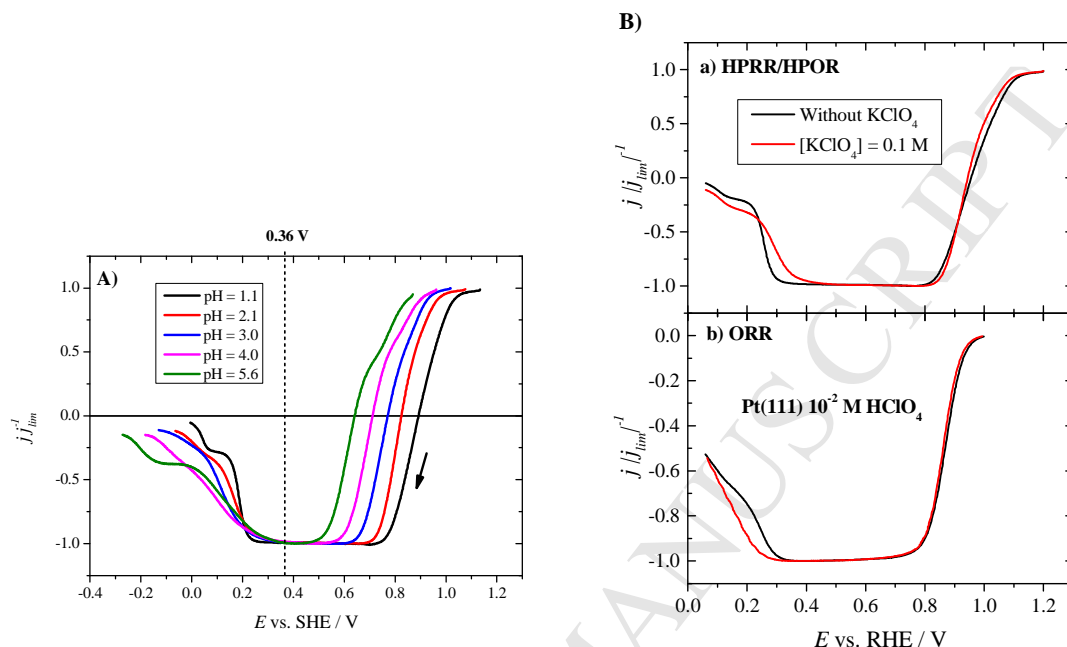 A)
0.36 V
pH = 1.1
pH = 2.1
pH = 3.0
pH = 4.0
pH = 5.6
1.0
0.5
0.0
-0.5
-1.0
j j_lim^-1
-0.4 -0.2 0.0 0.2 0.4 0.6 0.8 1.0 1.2
E vs. SHE / V
B)
a) HPRR/HPOR
Without KClO4
[KClO4] = 0.1 M
1.0
0.5
0.0
-0.5
-1.0
j |j_lim|^-1
b) ORR
Pt(111) 10^-2 M HClO4
0.0
-0.2
-0.4
-0.6
-0.8
-1.0
j |j_lim|^-1
0.0 0.2 0.4 0.6 0.8 1.0 1.2
E vs. RHE / V
MANUSCRIPT